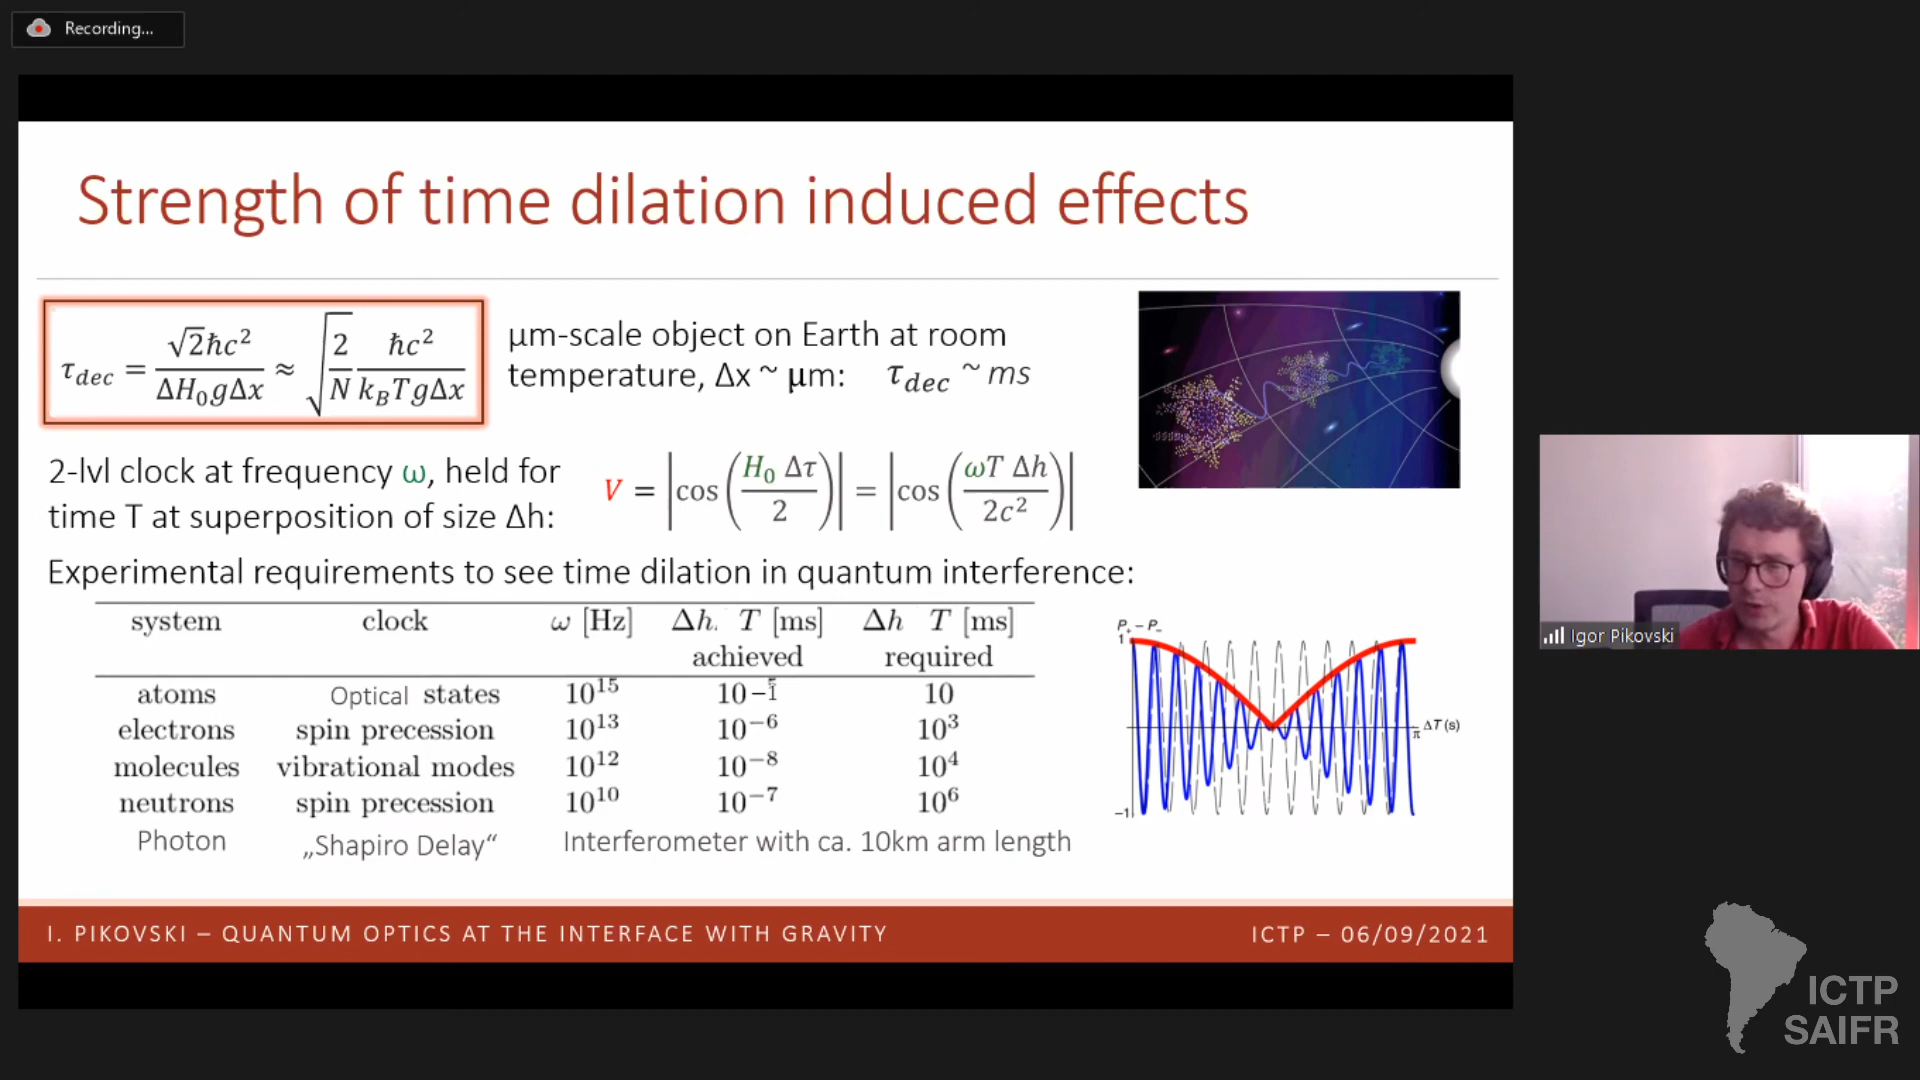 Recording...
Strength of time dilation induced effects
τ_dec = √2ħc² / ΔH₀gΔx ≈ √(2/N) ħc² / k_BTgΔx
μm-scale object on Earth at room
temperature, Δx ~ μm: τ_dec ~ ms
2-lvl clock at frequency ω, held for
time T at superposition of size Δh:
V = |cos(H₀ Δτ / 2)| = |cos(ωT Δh / 2c²)|
Experimental requirements to see time dilation in quantum interference:
system clock ω [Hz] Δh. T [ms] Δh T [ms]
achieved required
atoms Optical states 10¹⁵ 10 10
electrons spin precession 10¹³ 10⁻⁶ 10³
molecules vibrational modes 10¹² 10⁻⁸ 10⁴
neutrons spin precession 10¹⁰ 10⁻⁷ 10⁶
Photon „Shapiro Delay“ Interferometer with ca. 10km arm length
P₊ – P₋
1
ΔT (s)
π
–1
Igor Pikovski
I. PIKOVSKI – QUANTUM OPTICS AT THE INTERFACE WITH GRAVITY
ICTP – 06/09/2021
ICTP
SAIFR